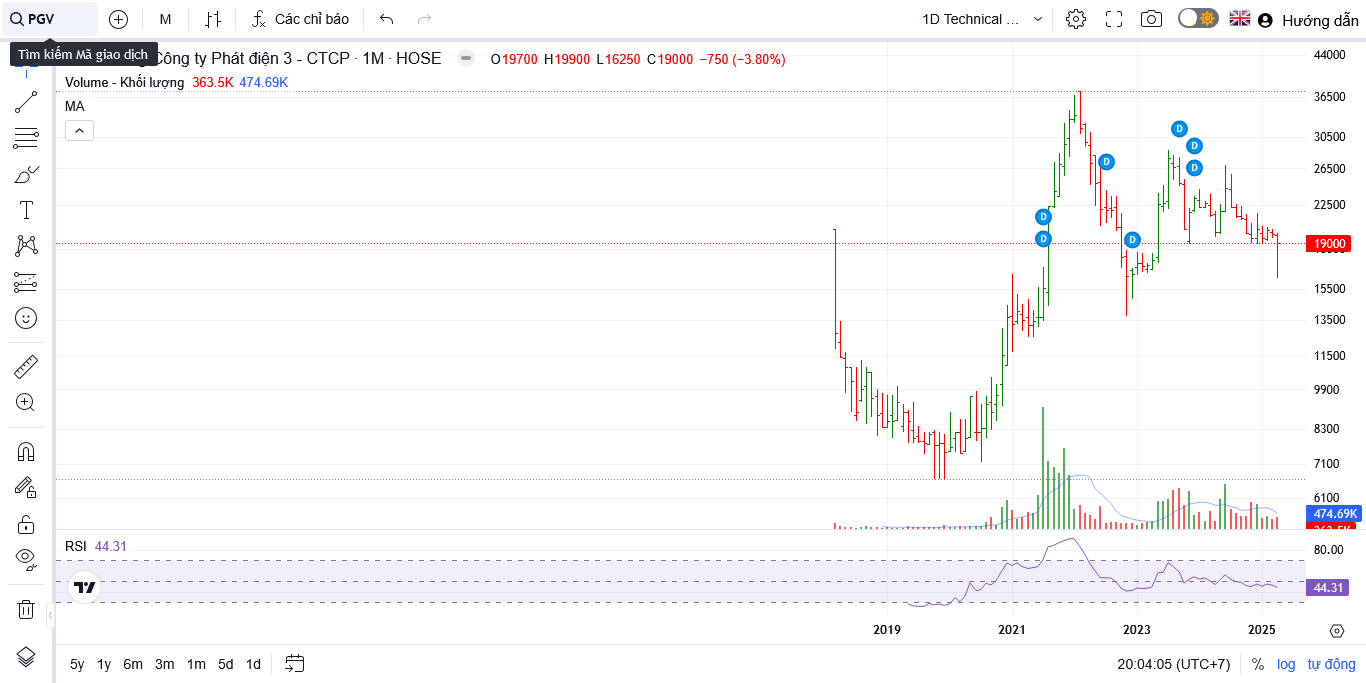 PGV M Các chỉ báo 1D Technical ... Hướng dẫn
Tìm kiếm Mã giao dịch
Công ty Phát điện 3 - CTCP · 1M · HOSE O19700 H19900 L16250 C19000 −750 (−3.80%)
Volume - Khối lượng 363.5K 474.69K
MA
44000
36500
30500
26500
22500
19000
15500
13500
11500
9900
8300
7100
6100
474.69K
D
D
D
D
D
D
D
RSI 44.31
80.00
44.31
2019 2021 2023 2025
5y 1y 6m 3m 1m 5d 1d 20:04:05 (UTC+7) % log tự động